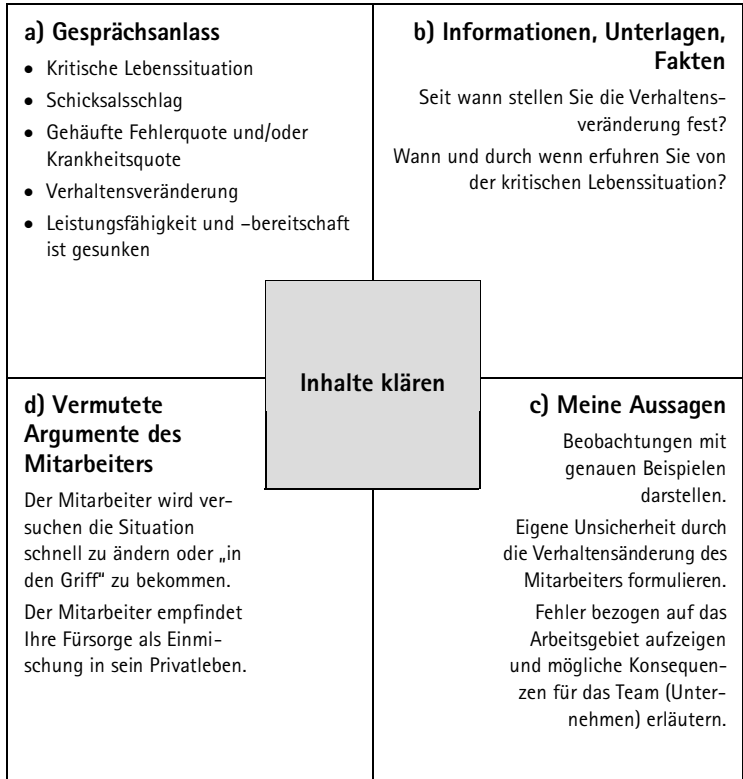 a) Gesprächsanlass
• Kritische Lebenssituation
• Schicksalsschlag
• Gehäufte Fehlerquote und/oder
Krankheitsquote
• Verhaltensveränderung
• Leistungsfähigkeit und –bereitschaft
ist gesunken
b) Informationen, Unterlagen,
Fakten
Seit wann stellen Sie die Verhaltens-
veränderung fest?
Wann und durch wenn erfuhren Sie von
der kritischen Lebenssituation?
Inhalte klären
d) Vermutete
Argumente des
Mitarbeiters
Der Mitarbeiter wird ver-
suchen die Situation
schnell zu ändern oder „in
den Griff" zu bekommen.
Der Mitarbeiter empfindet
Ihre Fürsorge als Einmi-
schung in sein Privatleben.
c) Meine Aussagen
Beobachtungen mit
genauen Beispielen
darstellen.
Eigene Unsicherheit durch
die Verhaltensänderung des
Mitarbeiters formulieren.
Fehler bezogen auf das
Arbeitsgebiet aufzeigen
und mögliche Konsequen-
zen für das Team (Unter-
nehmen) erläutern.